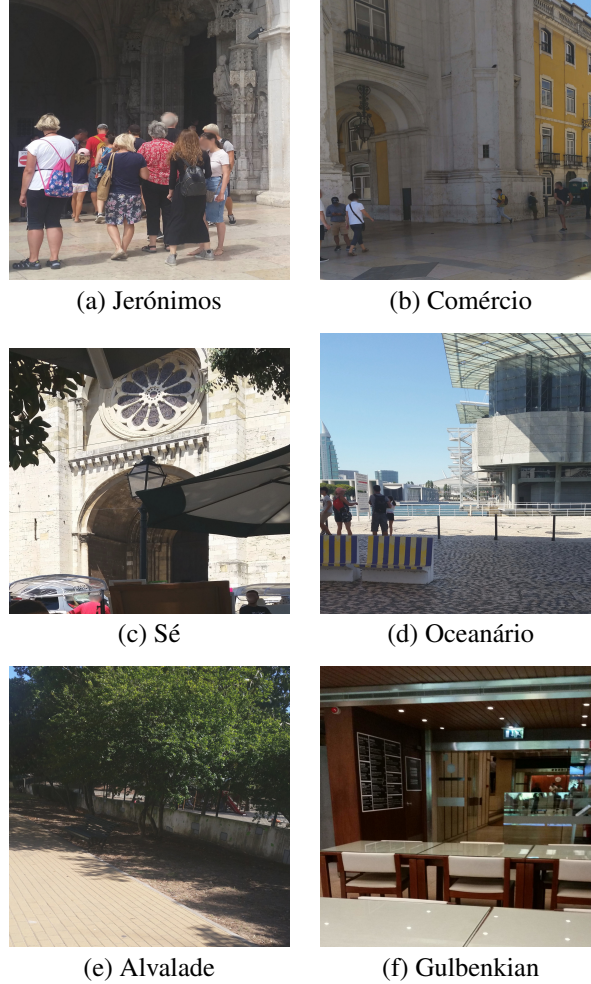 (a) Jerónimos
(b) Comércio
(c) Sé
(d) Oceanário
(e) Alvalade
(f) Gulbenkian